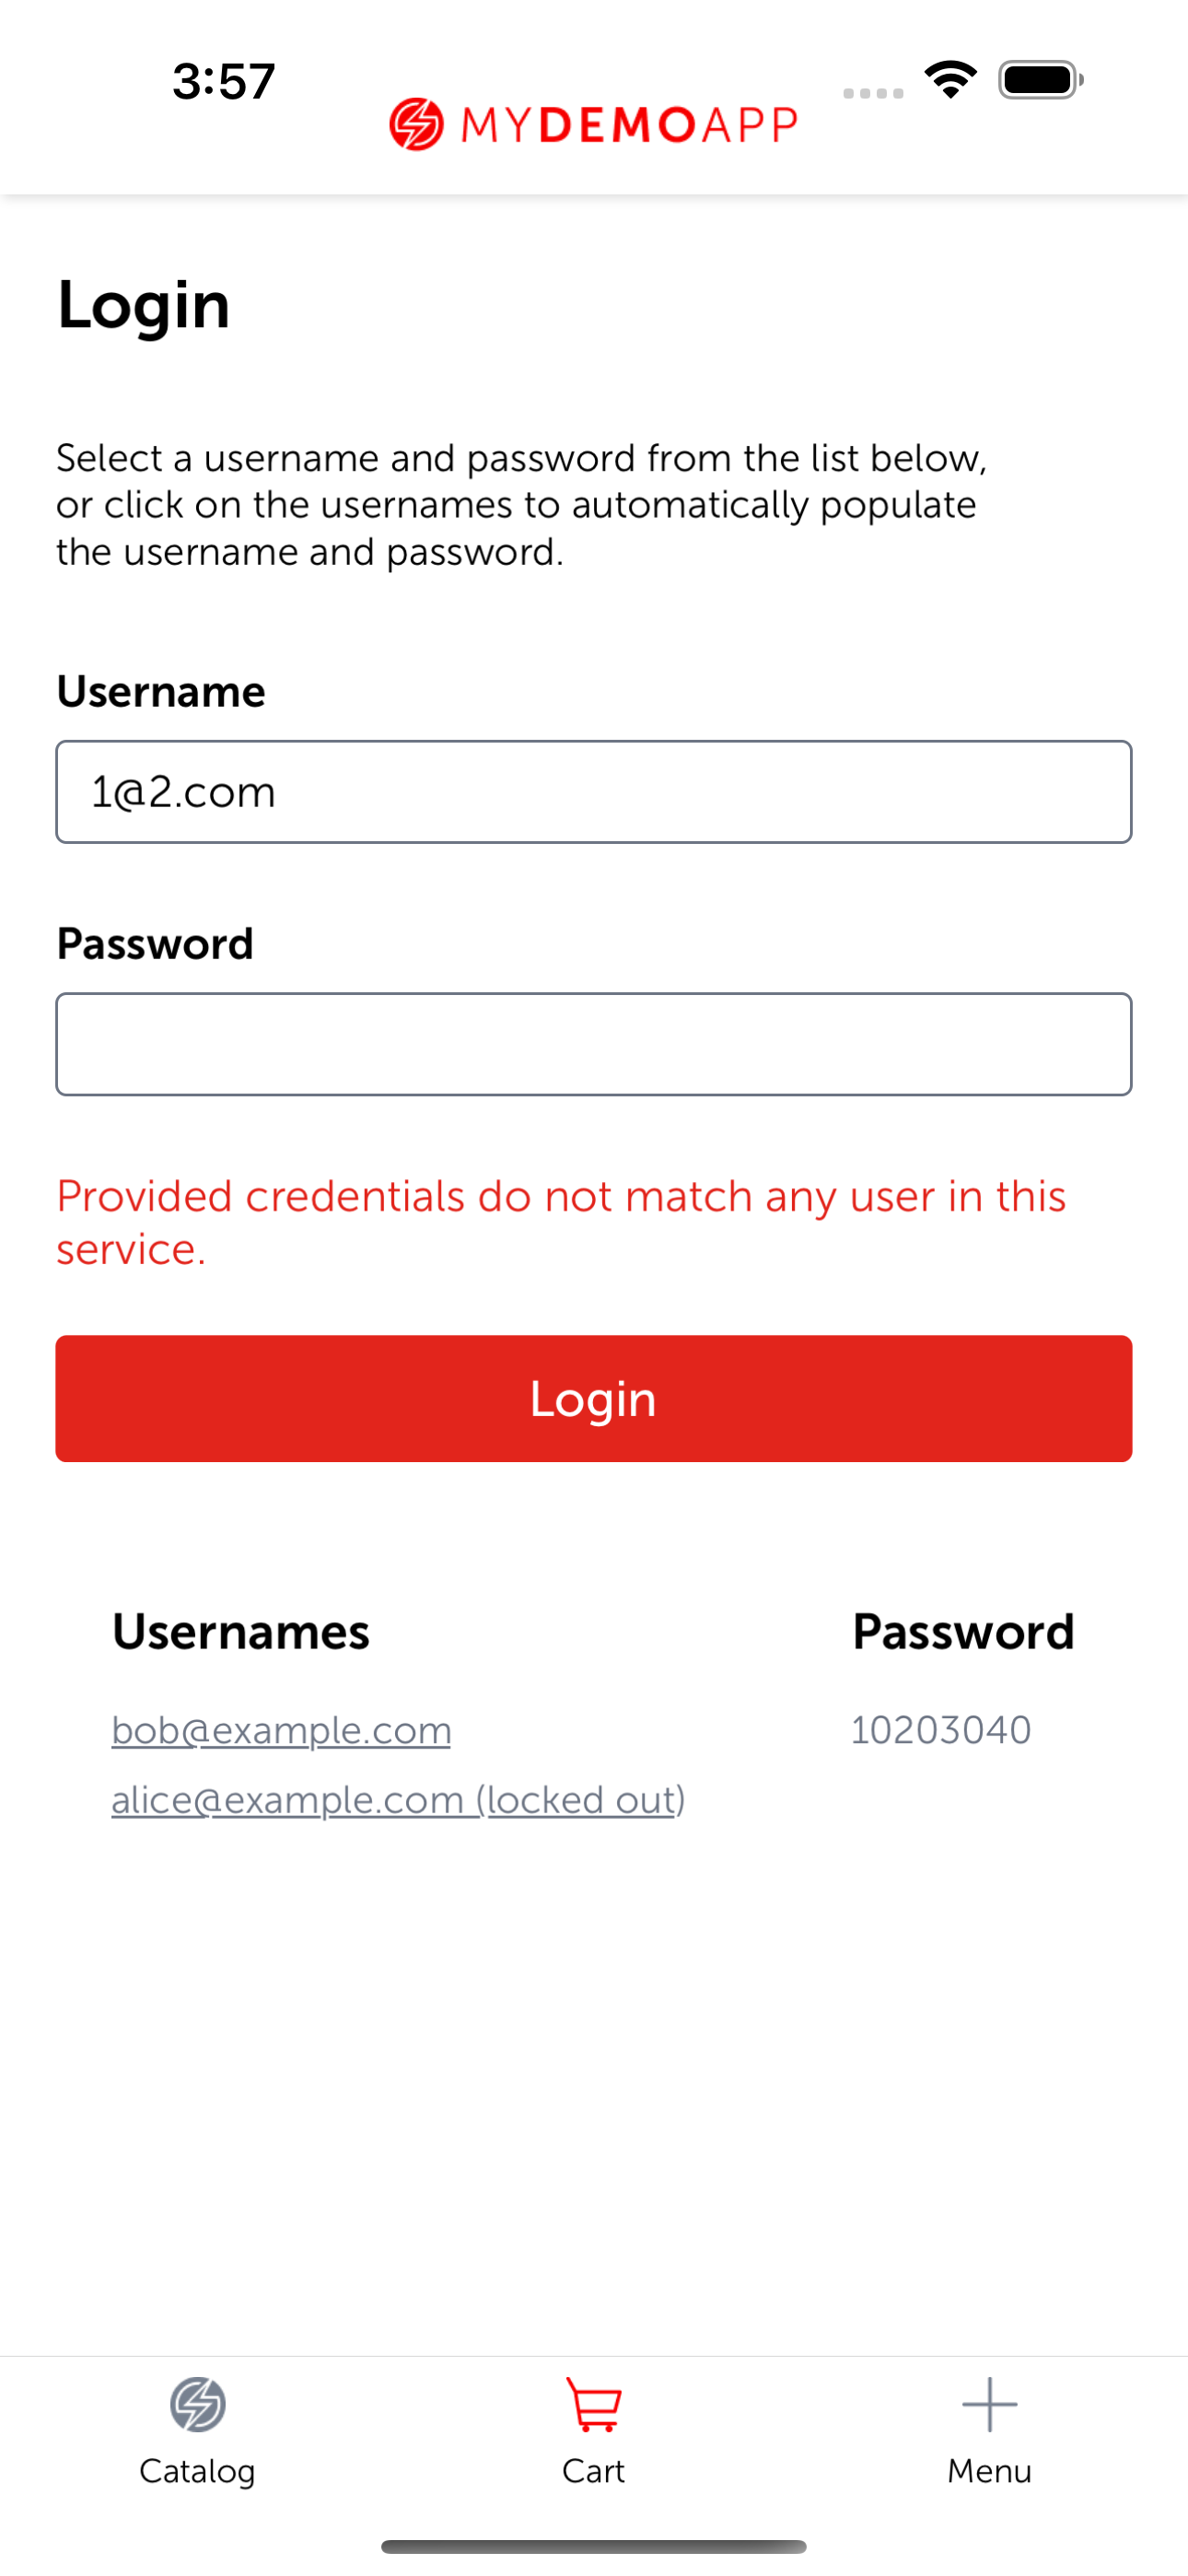 3:57
MYDEMOAPP
Login
Select a username and password from the list below,
or click on the usernames to automatically populate
the username and password.
Username
1@2.com
Password
Provided credentials do not match any user in this
service.
Login
Usernames Password
bob@example.com 10203040
alice@example.com (locked out)
Catalog Cart Menu